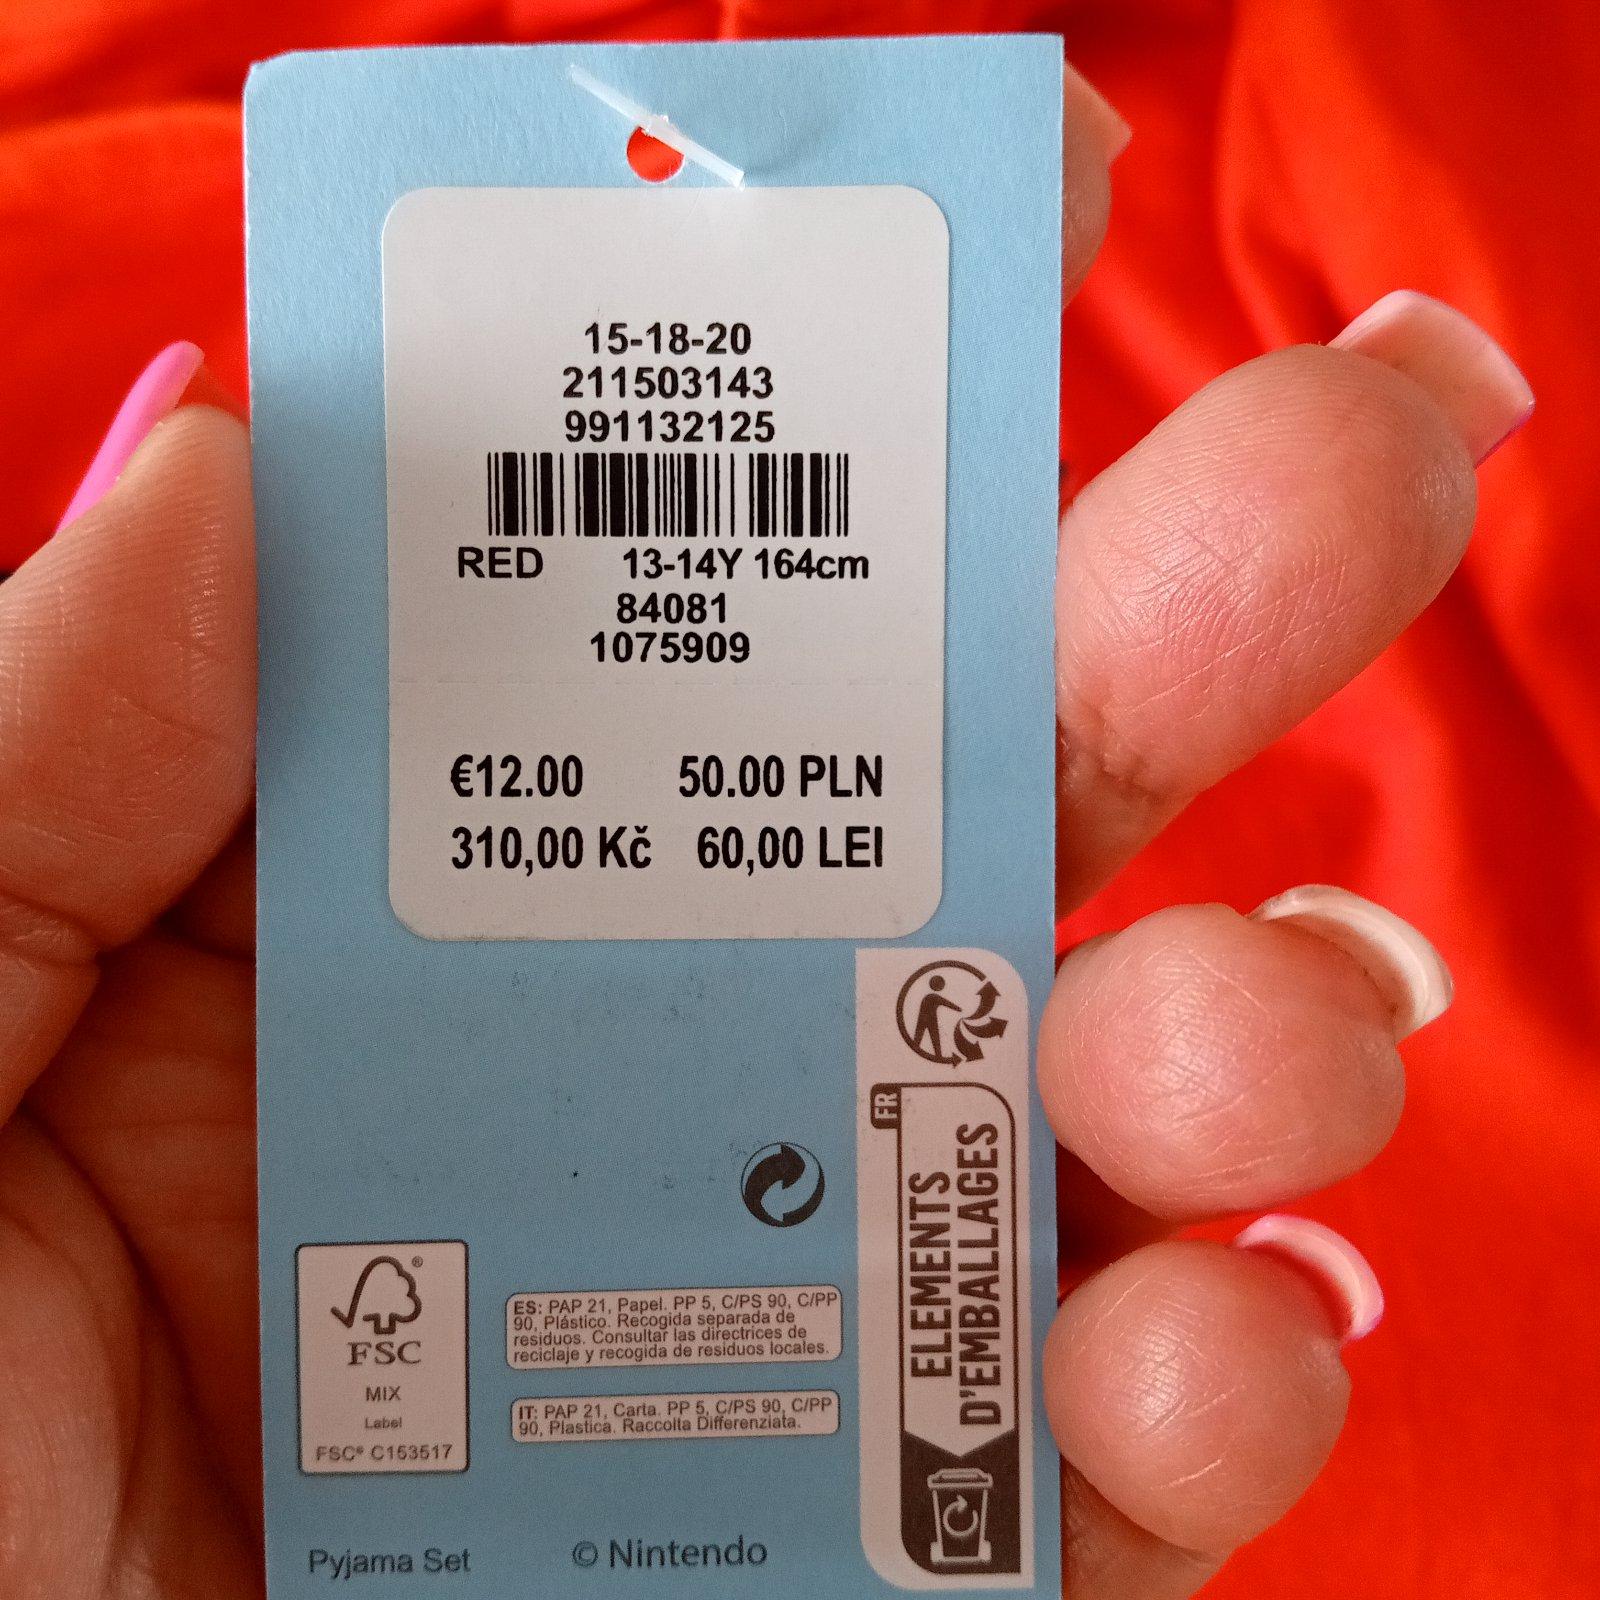 15-18-20
211503143
991132125
RED 13-14Y 164cm
84081
1075909
€12.00 50.00 PLN
310,00 Kč 60,00 LEI
FR
ELEMENTS
D'EMBALLAGES
FSC®
MIX
Label
FSC® C153517
ES: PAP 21, Papel. PP 5, C/PS 90, C/PP
90, Plástico. Recogida separada de
residuos. Consultar las directrices de
reciclaje y recogida de residuos locales.
IT: PAP 21, Carta. PP 5, C/PS 90, C/PP
90, Plastica. Raccolta Differenziata.
Pyjama Set © Nintendo